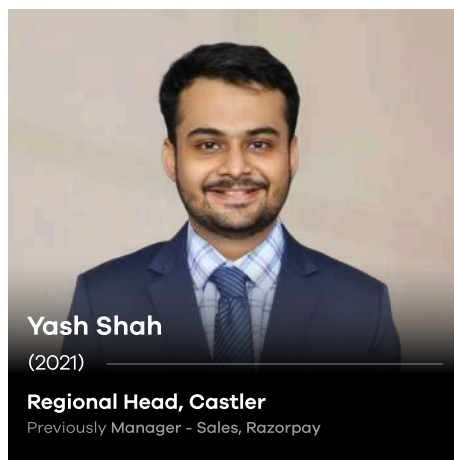 Yash Shah
(2021)
Regional Head, Castler
Previously Manager - Sales, Razorpay